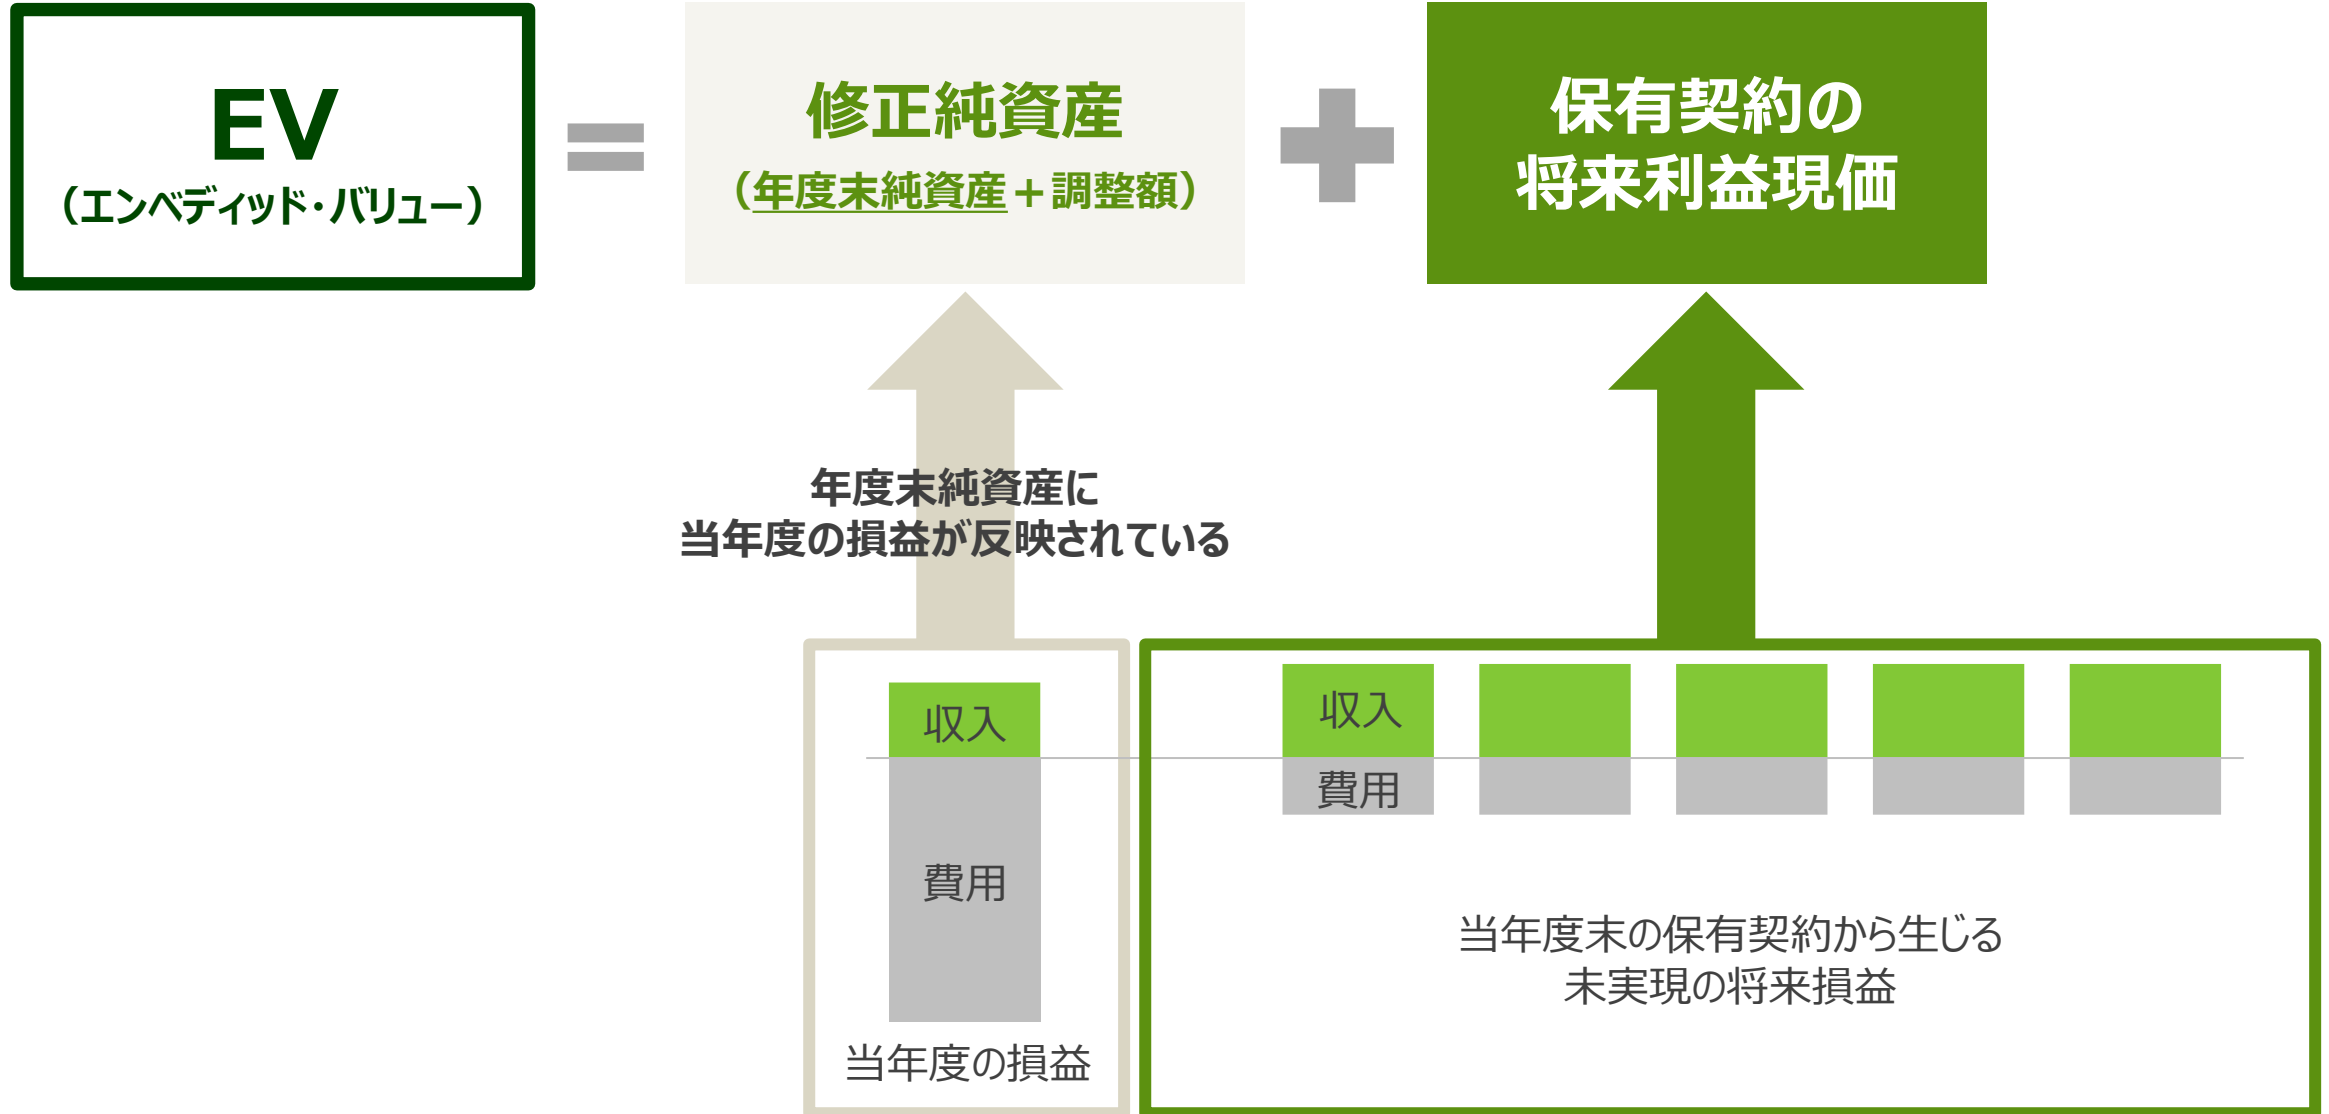 EV
（エンベディッド・バリュー）
＝
修正純資産
（年度末純資産＋調整額）
＋
保有契約の
将来利益現価
年度末純資産に
当年度の損益が反映されている
収入
費用
当年度の損益
収入
費用
当年度末の保有契約から生じる
未実現の将来損益